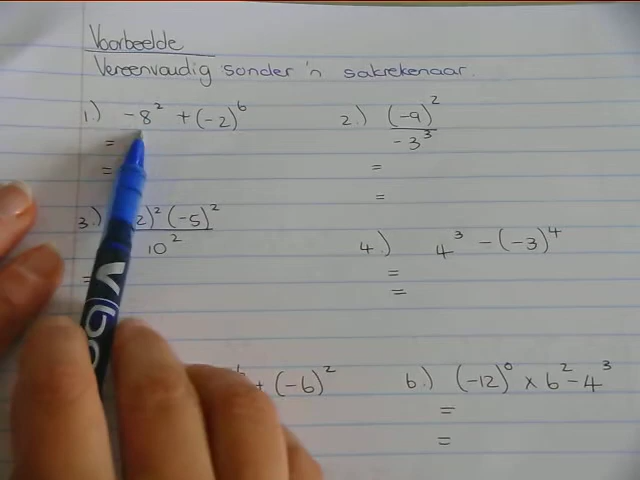 Voorbeelde
Vereenvoudig sonder 'n sakrekenaar.
1.) -8² + (-2)⁶
=
=
2.) (-9)² / -3³
=
=
3.) 2)² (-5)² / 10²
=
4.) 4³ - (-3)⁴
=
=
+ (-6)²
6.) (-12)⁰ × 6² - 4³
=
=